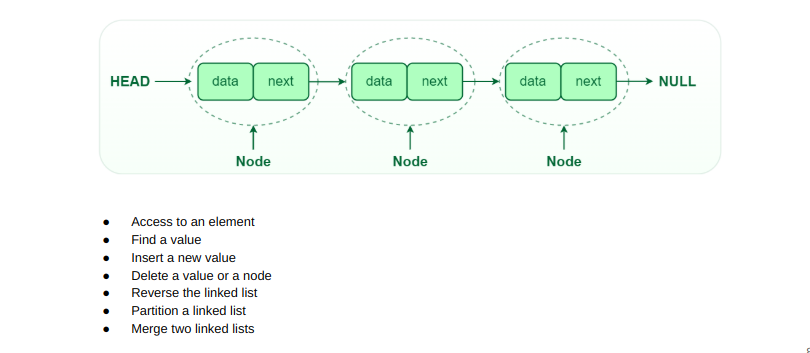 HEAD data next data next data next NULL
Node Node Node
● Access to an element
● Find a value
● Insert a new value
● Delete a value or a node
● Reverse the linked list
● Partition a linked list
● Merge two linked lists